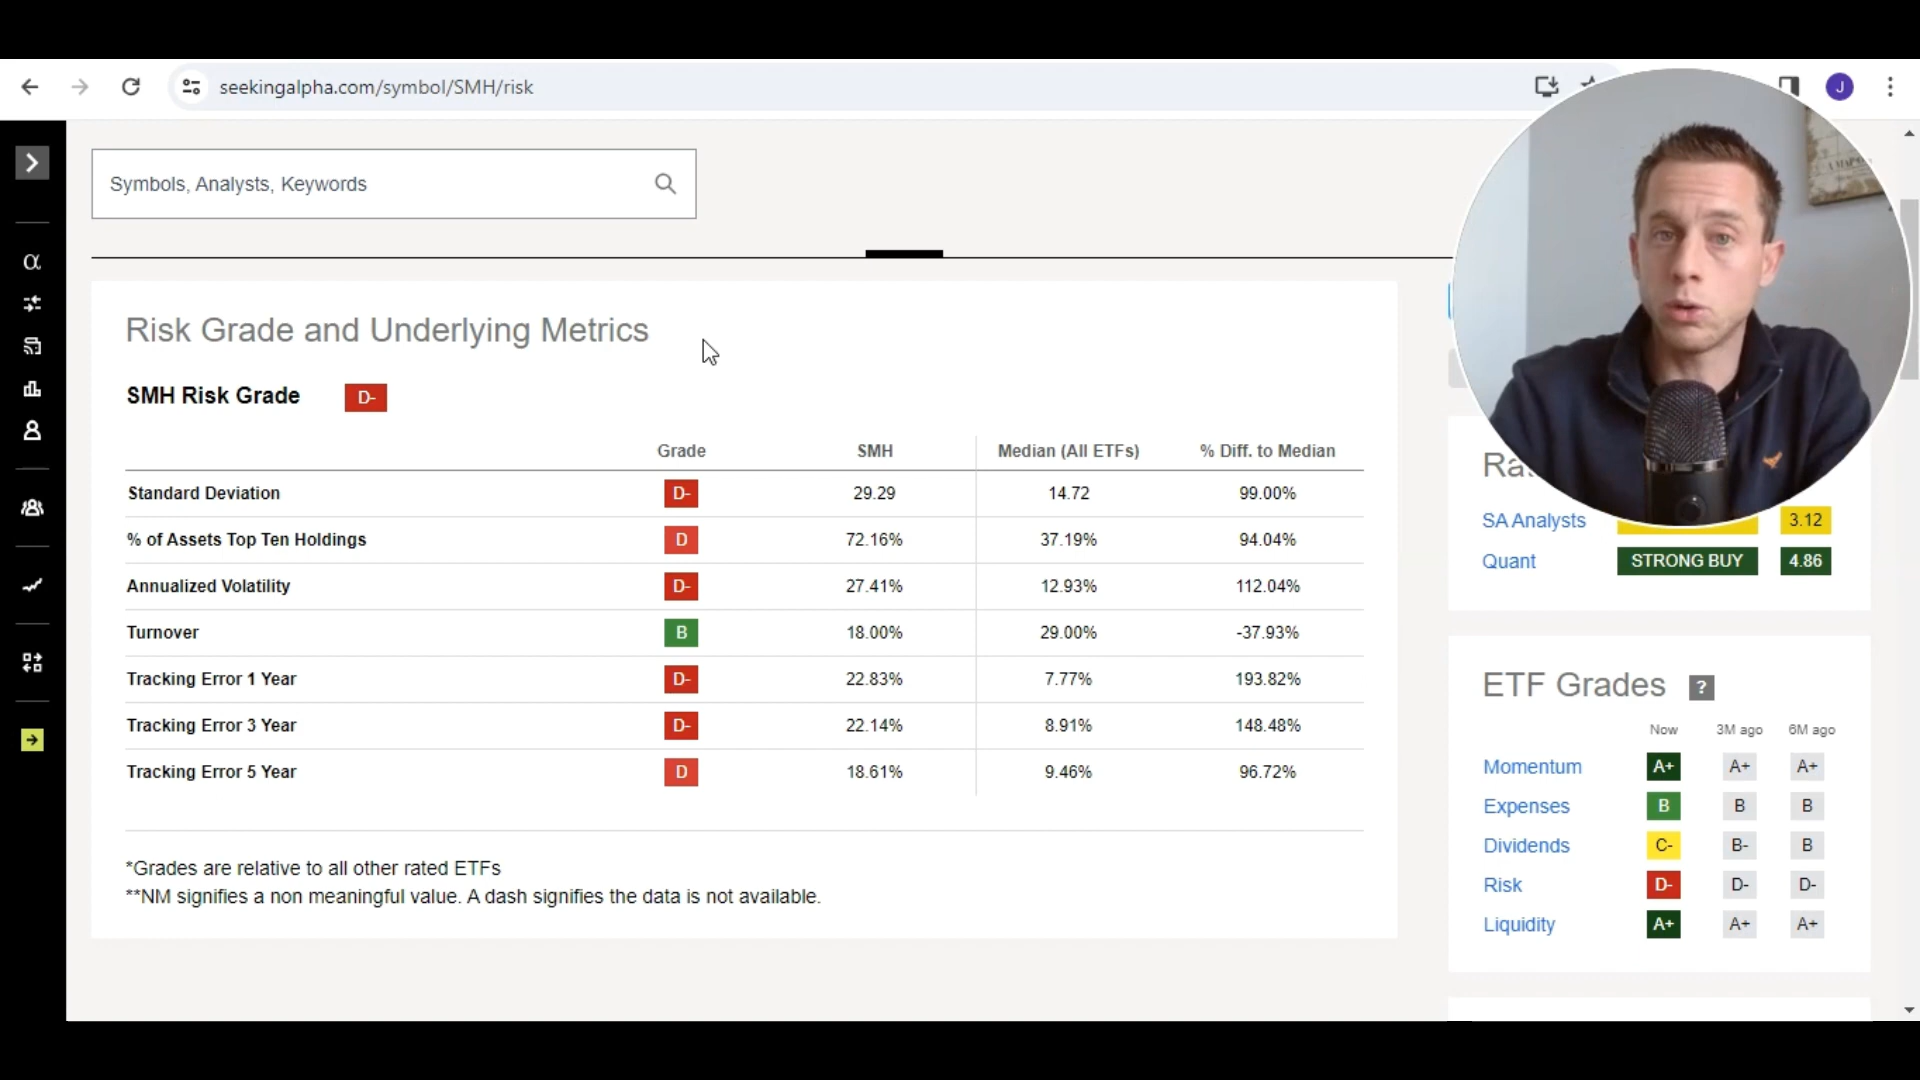 seekingalpha.com/symbol/SMH/risk
J
Symbols, Analysts, Keywords
α
Risk Grade and Underlying Metrics
SMH Risk Grade D-
Grade SMH Median (All ETFs) % Diff. to Median
Standard Deviation D- 29.29 14.72 99.00%
% of Assets Top Ten Holdings D 72.16% 37.19% 94.04%
Annualized Volatility D- 27.41% 12.93% 112.04%
Turnover B 18.00% 29.00% -37.93%
Tracking Error 1 Year D- 22.83% 7.77% 193.82%
Tracking Error 3 Year D- 22.14% 8.91% 148.48%
Tracking Error 5 Year D 18.61% 9.46% 96.72%
*Grades are relative to all other rated ETFs
**NM signifies a non meaningful value. A dash signifies the data is not available.
SA Analysts 3.12
Quant STRONG BUY 4.86
ETF Grades ?
Now 3M ago 6M ago
Momentum A+ A+ A+
Expenses B B B
Dividends C- B- B
Risk D- D- D-
Liquidity A+ A+ A+